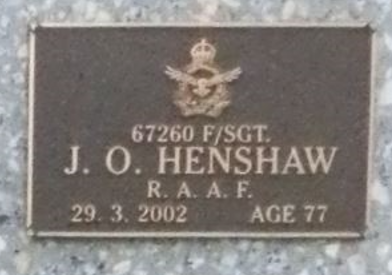 67260 F/SGT.
J. O. HENSHAW
R. A. A. F.
29. 3. 2002 AGE 77